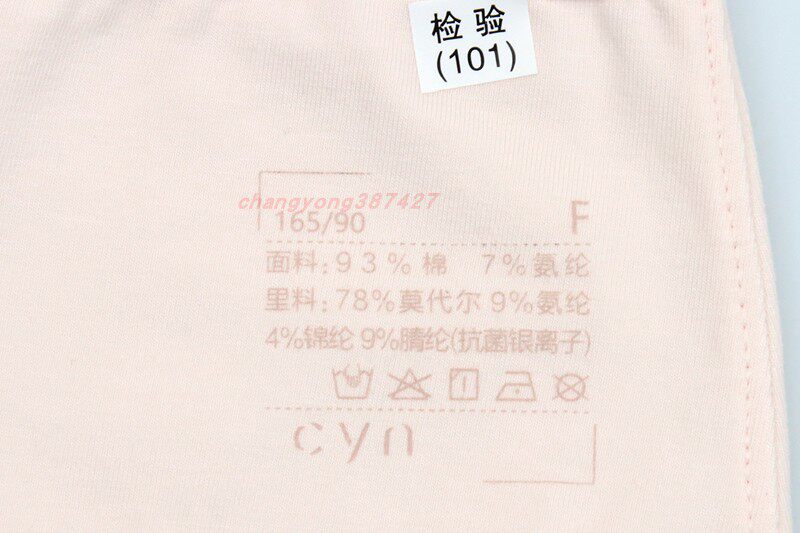 检验
(101)
changyong387427
165/90 F
面料:93%棉 7%氨纶
里料:78%莫代尔 9%氨纶
4%锦纶 9%腈纶(抗菌银离子)
cyn